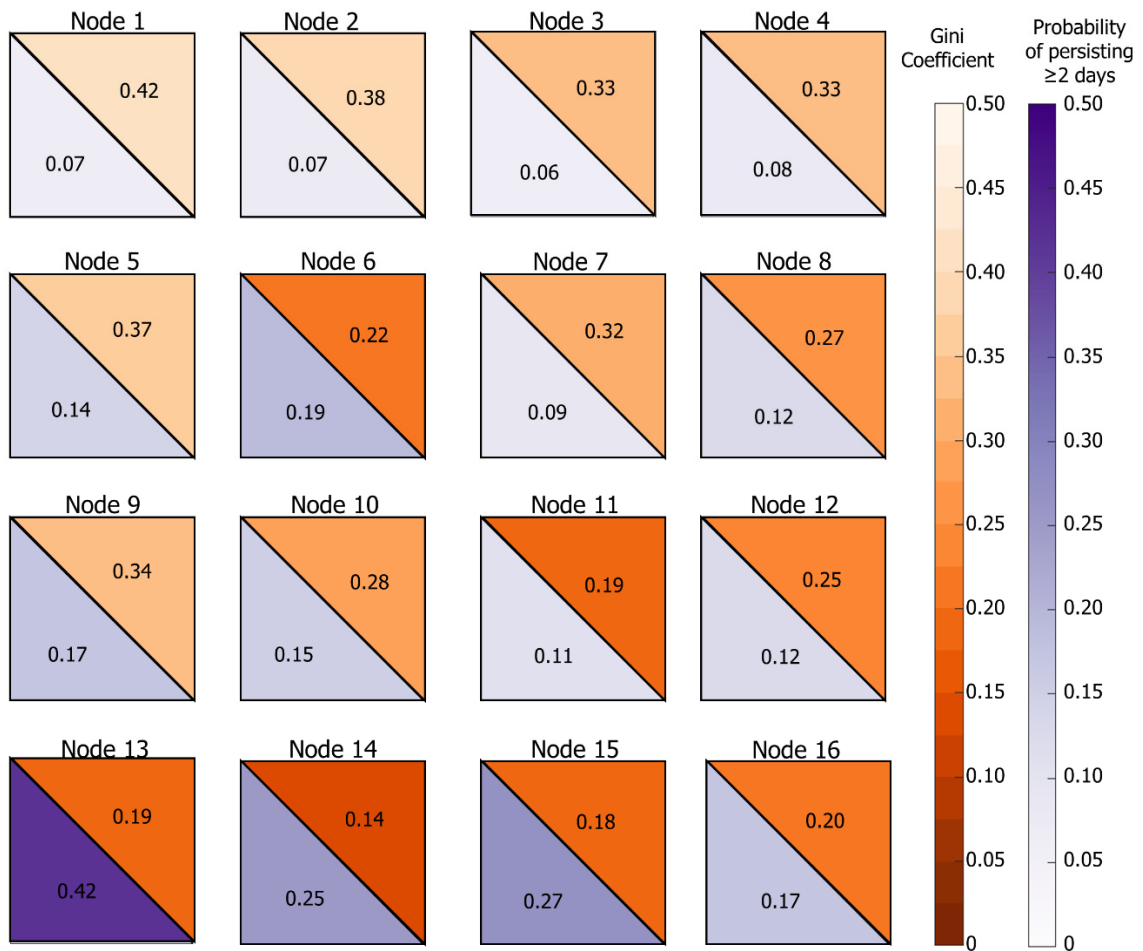 Node 1
Node 2
Node 3
Node 4
0.42
0.07
0.38
0.07
0.33
0.06
0.33
0.08
Node 5
Node 6
Node 7
Node 8
0.37
0.14
0.22
0.19
0.32
0.09
0.27
0.12
Node 9
Node 10
Node 11
Node 12
0.34
0.17
0.28
0.15
0.19
0.11
0.25
0.12
Node 13
Node 14
Node 15
Node 16
0.19
0.42
0.14
0.25
0.18
0.27
0.20
0.17
Gini
Coefficient
0.50
0.45
0.40
0.35
0.30
0.25
0.20
0.15
0.10
0.05
0
Probability
of persisting
≥2 days
0.50
0.45
0.40
0.35
0.30
0.25
0.20
0.15
0.10
0.05
0